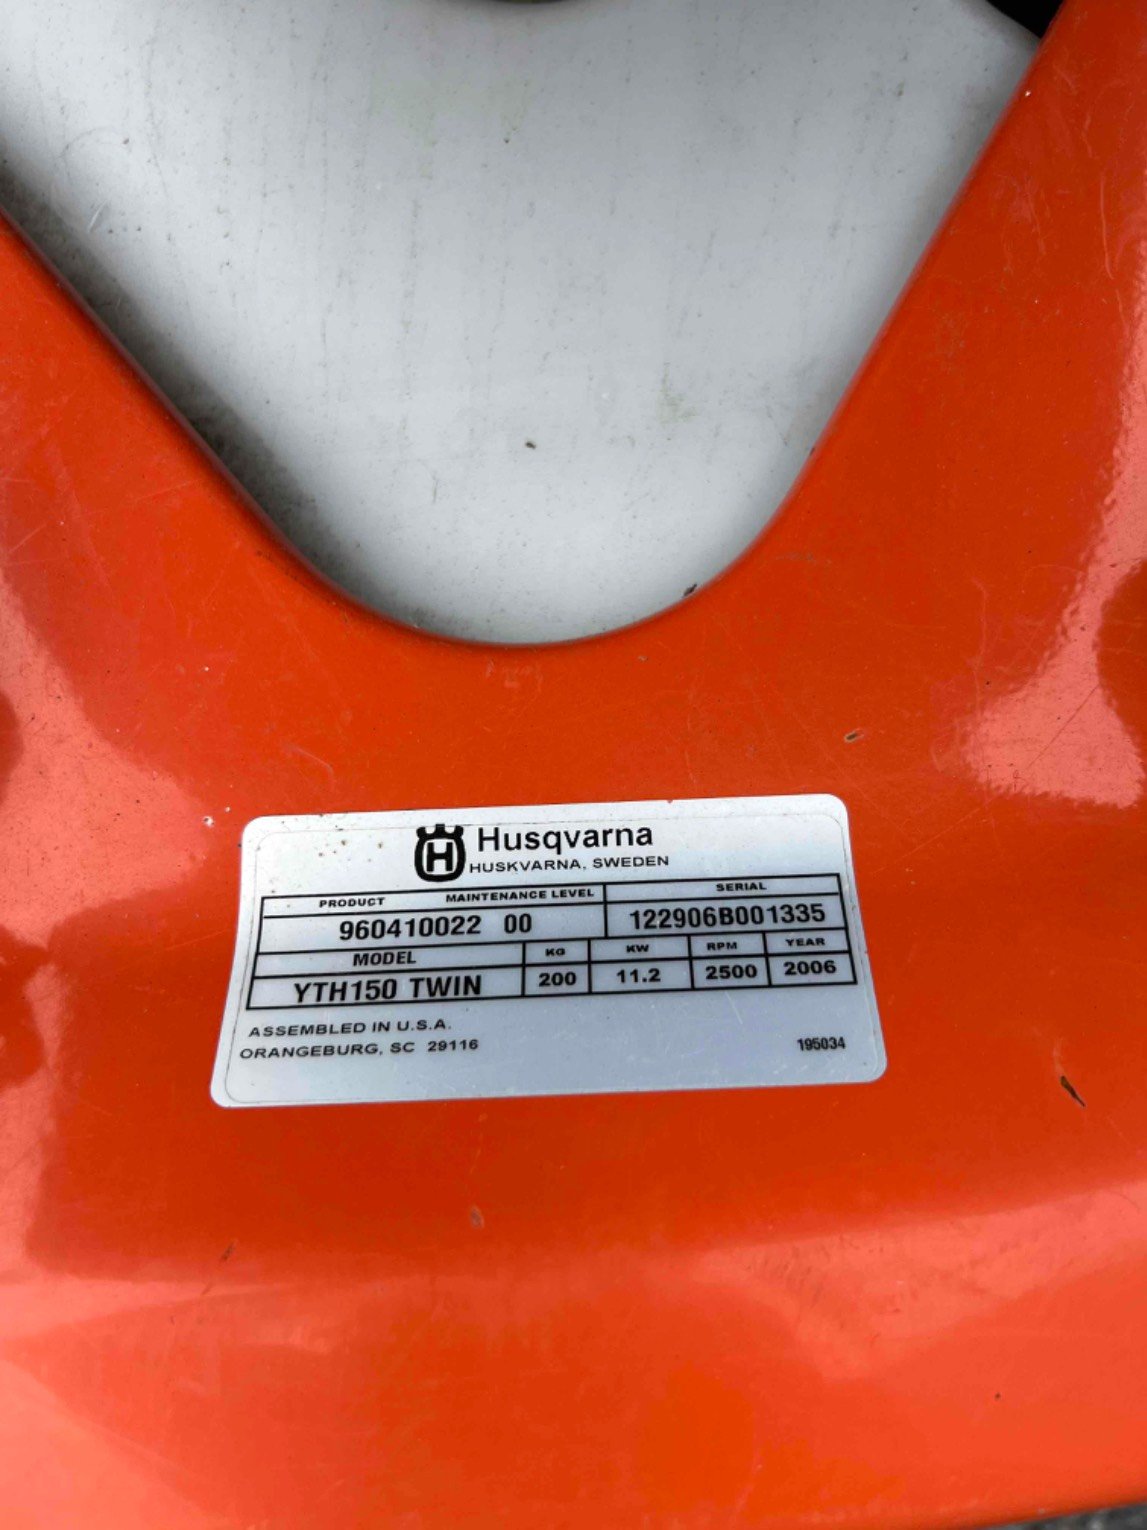 Husqvarna
HUSKVARNA, SWEDEN
PRODUCT MAINTENANCE LEVEL SERIAL
960410022 00 122906B001335
MODEL KG KW RPM YEAR
YTH150 TWIN 200 11.2 2500 2006
ASSEMBLED IN U.S.A.
ORANGEBURG, SC 29116 195034